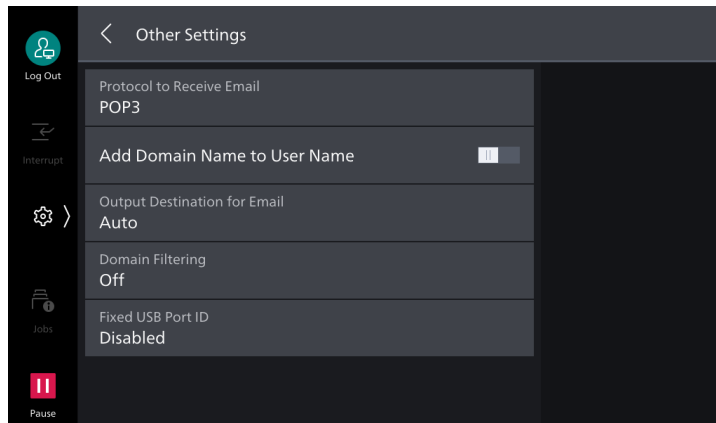 Other Settings
Log Out
Protocol to Receive Email
POP3
Interrupt
Add Domain Name to User Name
Output Destination for Email
Auto
Domain Filtering
Off
Jobs
Fixed USB Port ID
Disabled
Pause